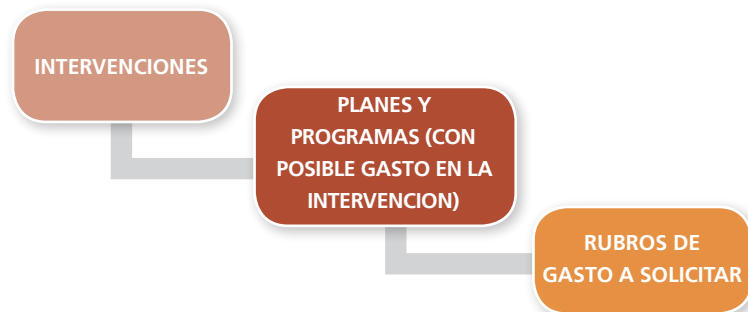 INTERVENCIONES
PLANES Y
PROGRAMAS (CON
POSIBLE GASTO EN LA
INTERVENCION)
RUBROS DE
GASTO A SOLICITAR